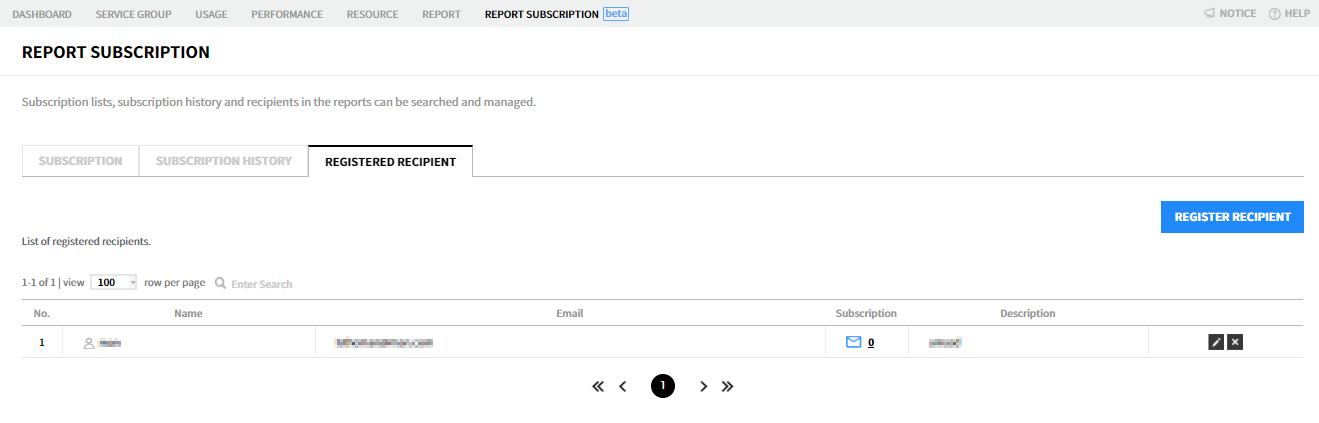 DASHBOARD SERVICE GROUP USAGE PERFORMANCE RESOURCE REPORT REPORT SUBSCRIPTION beta NOTICE HELP
REPORT SUBSCRIPTION
Subscription lists, subscription history and recipients in the reports can be searched and managed.
SUBSCRIPTION SUBSCRIPTION HISTORY REGISTERED RECIPIENT
REGISTER RECIPIENT
List of registered recipients.
1-1 of 1 | view 100 row per page Enter Search
No. Name Email Subscription Description
1 0
1